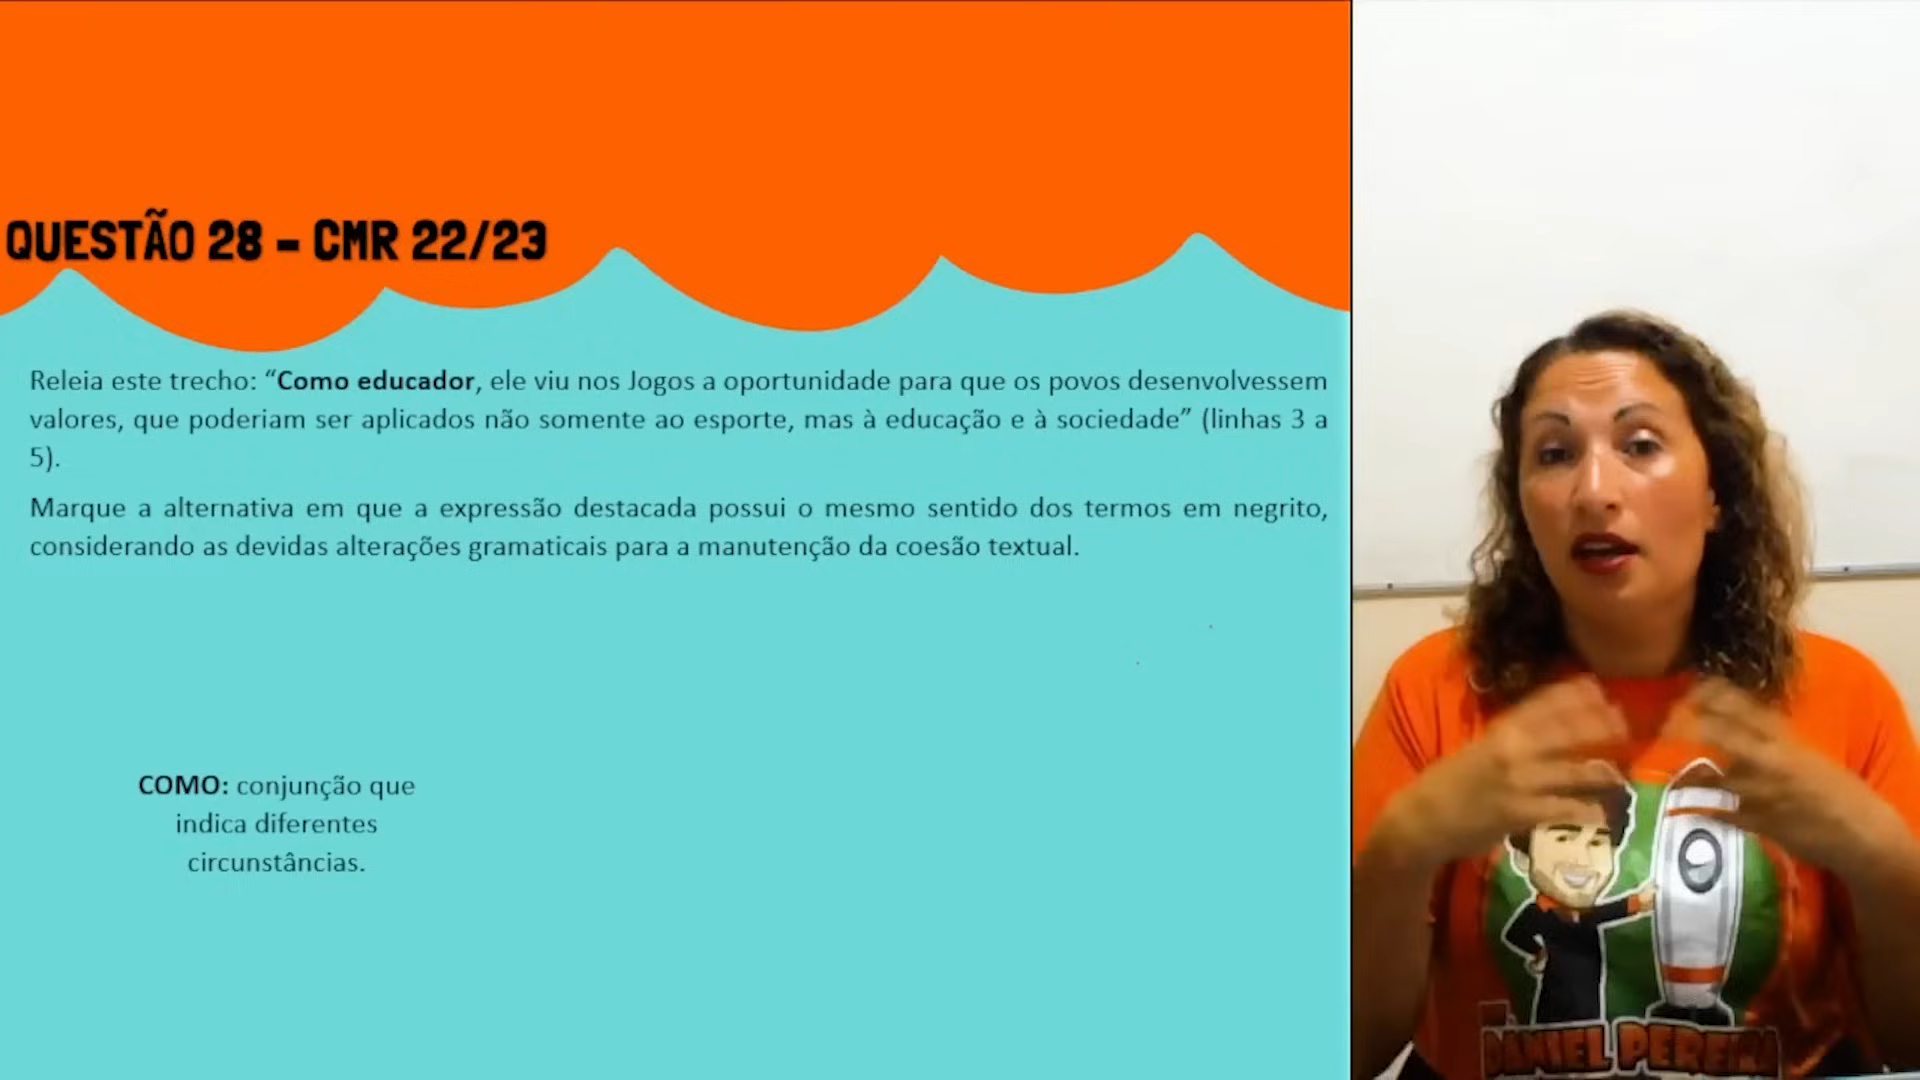 QUESTÃO 28 - CMR 22/23
Releia este trecho: “Como educador, ele viu nos Jogos a oportunidade para que os povos desenvolvessem
valores, que poderiam ser aplicados não somente ao esporte, mas à educação e à sociedade” (linhas 3 a
5).
Marque a alternativa em que a expressão destacada possui o mesmo sentido dos termos em negrito,
considerando as devidas alterações gramaticais para a manutenção da coesão textual.
COMO: conjunção que
indica diferentes
circunstâncias.
DANIEL PEREIRA